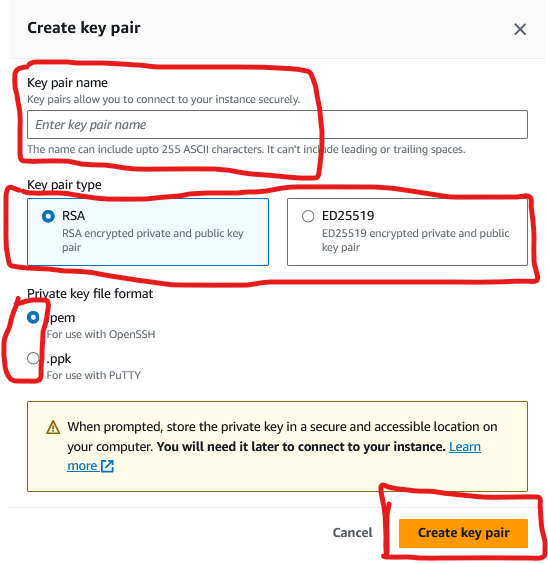 Create key pair
Key pair name
Key pairs allow you to connect to your instance securely.
Enter key pair name
The name can include upto 255 ASCII characters. It can't include leading or trailing spaces.
Key pair type
RSA
RSA encrypted private and public key
pair
ED25519
ED25519 encrypted private and public
key pair
Private key file format
.pem
For use with OpenSSH
.ppk
For use with PuTTY
When prompted, store the private key in a secure and accessible location on
your computer. You will need it later to connect to your instance. Learn
more
Cancel
Create key pair